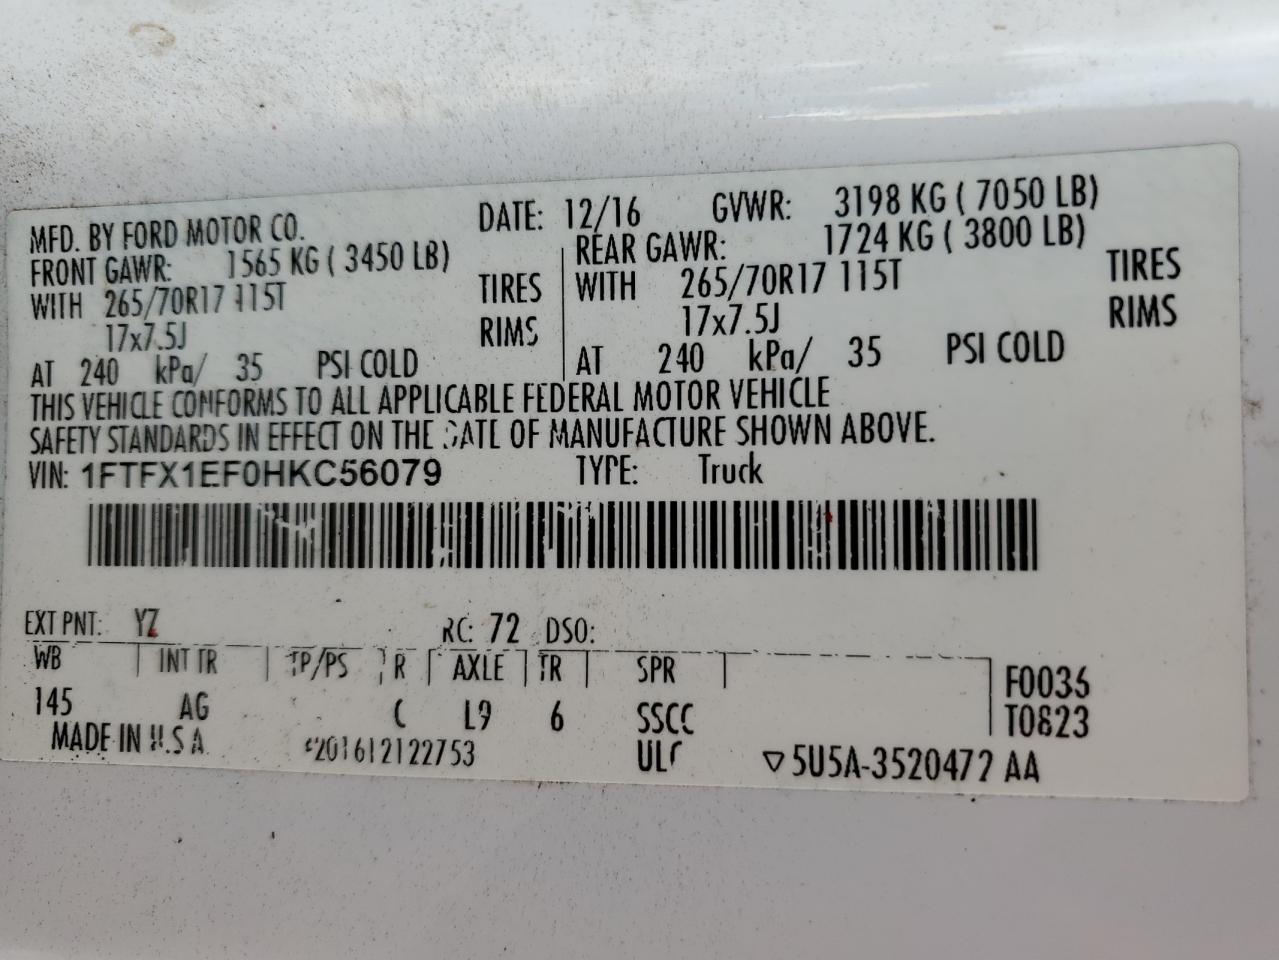 MFD. BY FORD MOTOR CO. DATE: 12/16 GVWR: 3198 KG ( 7050 LB)
FRONT GAWR: 1565 KG ( 3450 LB) REAR GAWR: 1724 KG ( 3800 LB)
WITH 265/70R17 115T TIRES WITH 265/70R17 115T TIRES
17x7.5J RIMS 17x7.5J RIMS
AT 240 kPa/ 35 PSI COLD AT 240 kPa/ 35 PSI COLD
THIS VEHICLE CONFORMS TO ALL APPLICABLE FEDERAL MOTOR VEHICLE
SAFETY STANDARDS IN EFFECT ON THE DATE OF MANUFACTURE SHOWN ABOVE.
VIN: 1FTFX1EF0HKC56079 TYPE: Truck
EXT PNT: YZ RC: 72 DSO:
WB INT TR TP/PS R AXLE TR SPR F0036
145 AG L9 6 SSCC T0823
MADE IN U.S.A. 201612122753 ▽5U5A-3520472 AA